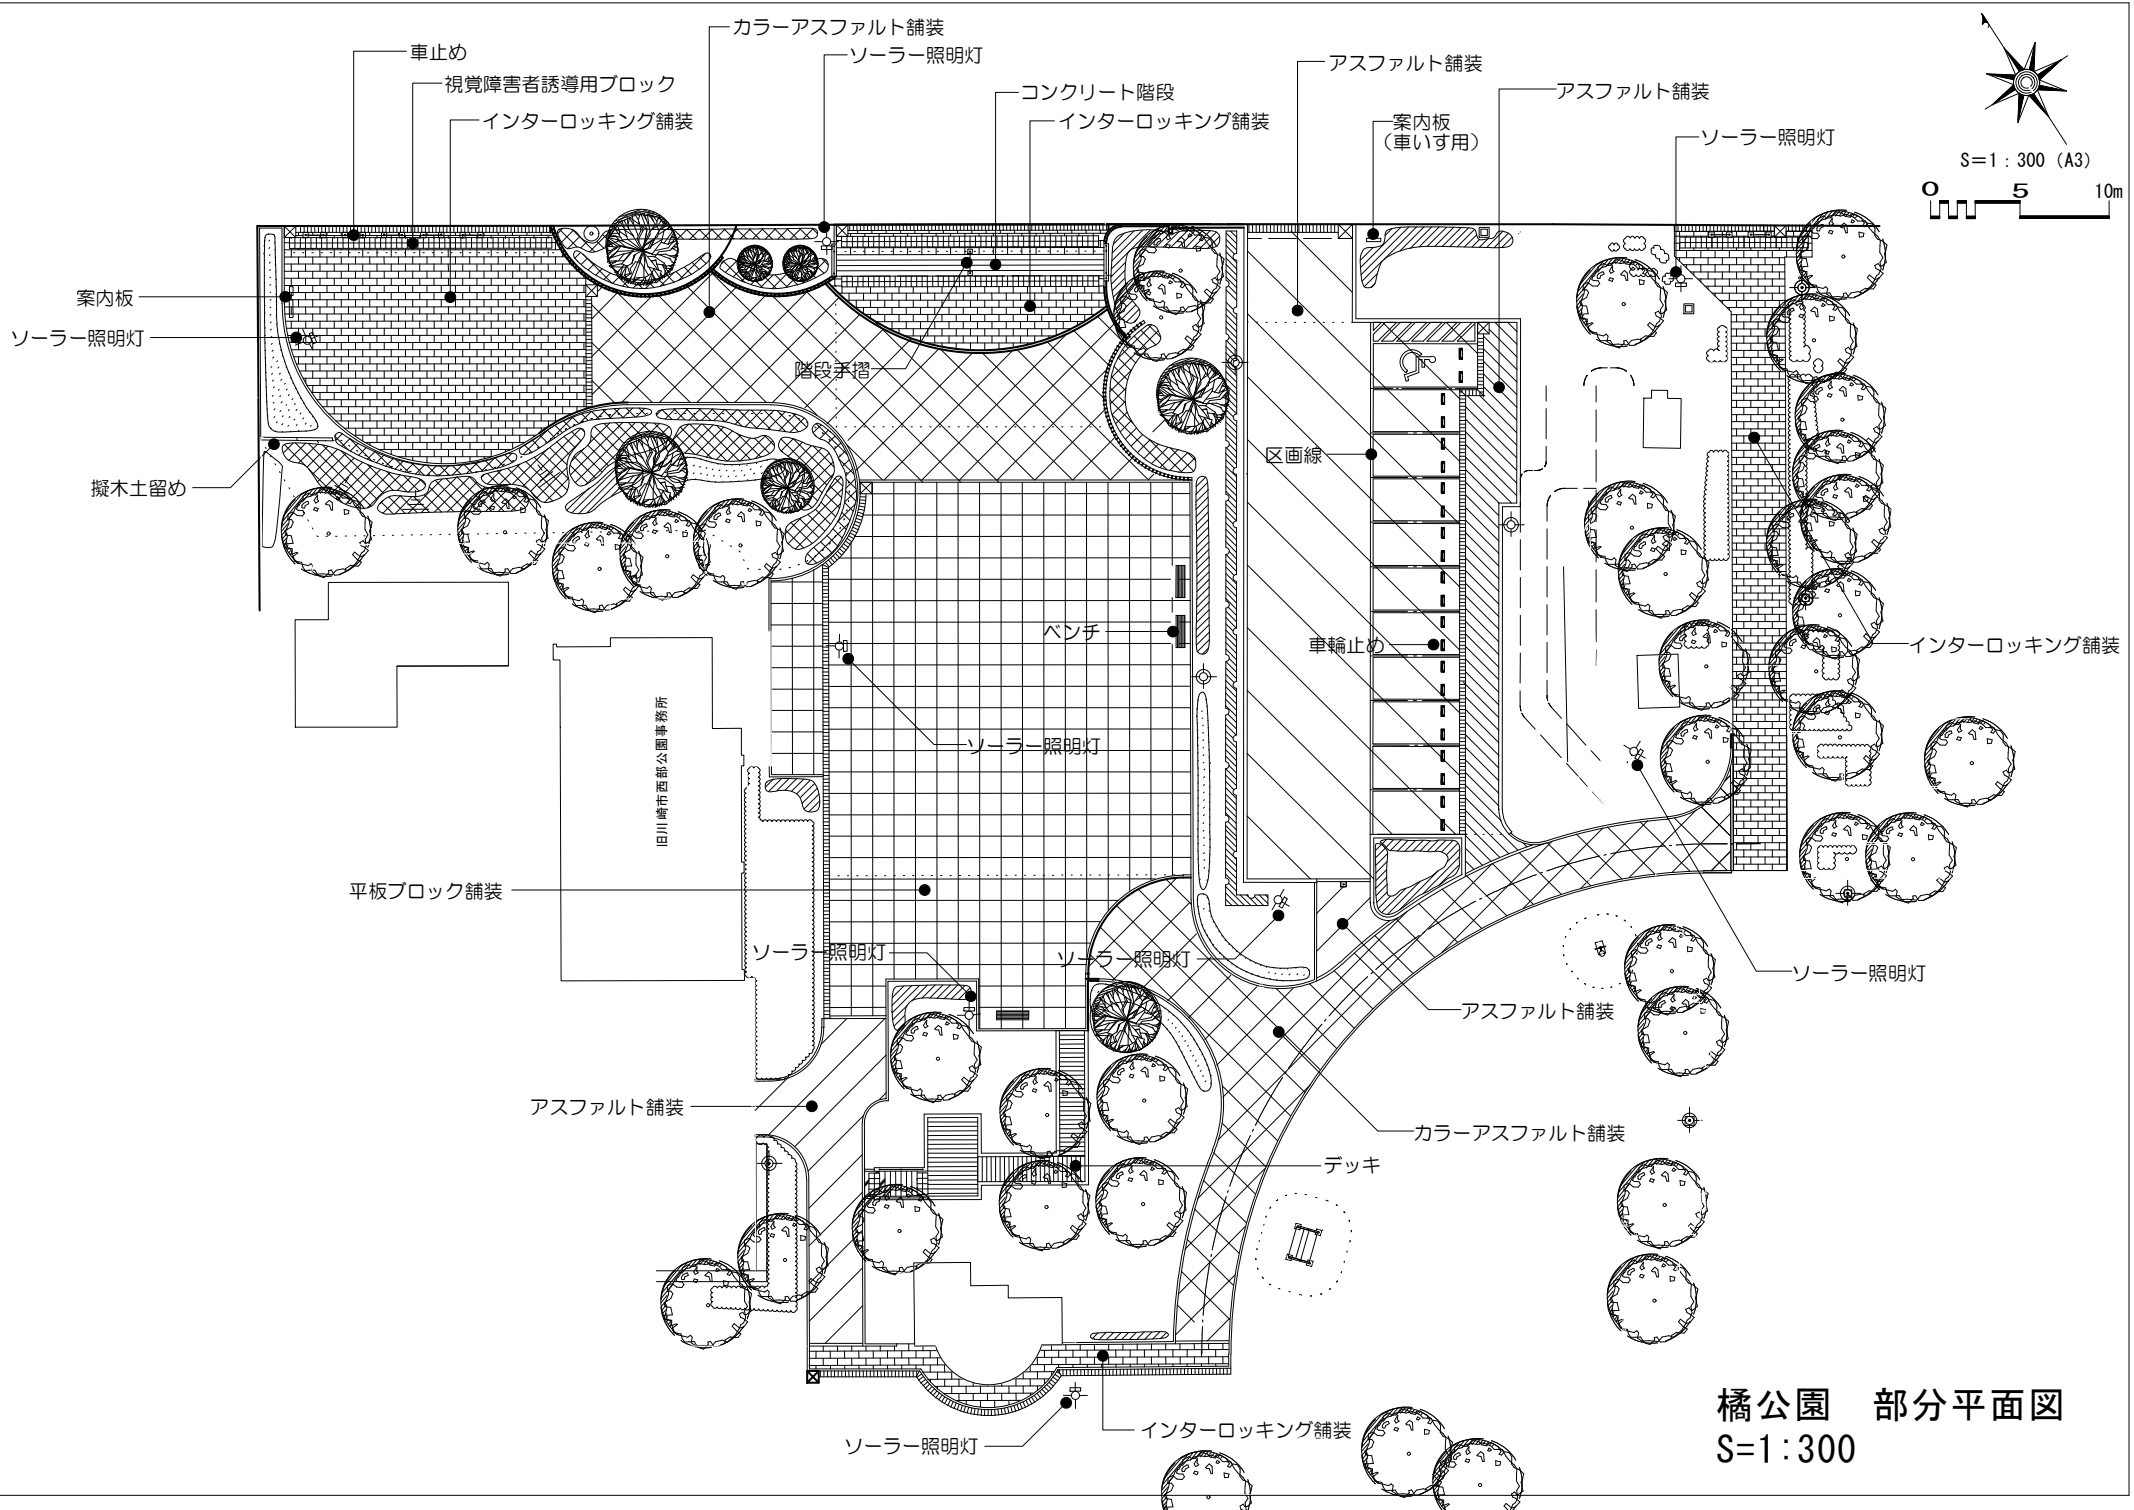 カラーアスファルト舗装
車止め
ソーラー照明灯
アスファルト舗装
視覚障害者誘導用ブロック
コンクリート階段
アスファルト舗装
インターロッキング舗装
インターロッキング舗装
案内板
（車いす用）
ソーラー照明灯
S=1：300（A3）
0 5 10m
案内板
ソーラー照明灯
階段手摺
区画線
擬木土留め
ベンチ
車輪止め
インターロッキング舗装
旧川崎市西部公園事務所
ソーラー照明灯
平板ブロック舗装
ソーラー照明灯
ソーラー照明灯
ソーラー照明灯
アスファルト舗装
アスファルト舗装
カラーアスファルト舗装
デッキ
インターロッキング舗装
ソーラー照明灯
橘公園　部分平面図
S=1:300